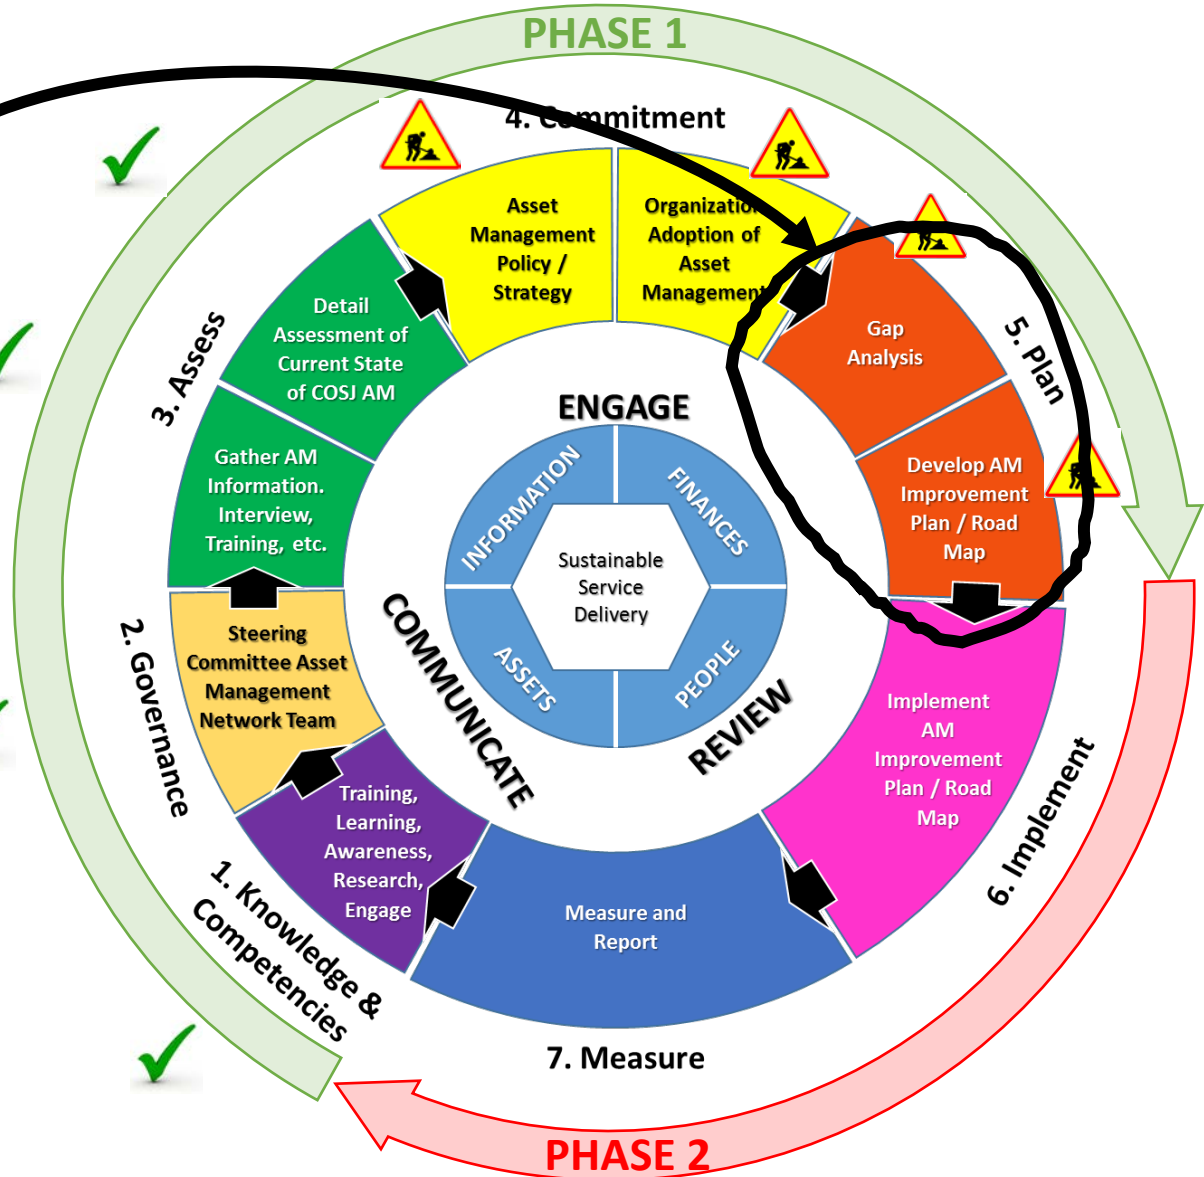 PHASE 1
4. Commitment
Asset
Management
Policy /
Strategy
Organization
Adoption of
Asset
Management
Gap
Analysis
5. Plan
Develop AM
Improvement
Plan / Road
Map
Implement
AM
Improvement
Plan / Road
Map
6. Implement
Measure and
Report
7. Measure
Training,
Learning,
Awareness,
Research,
Engage
1. Knowledge &
Competencies
Steering
Committee Asset
Management
Network Team
2. Governance
Gather AM
Information.
Interview,
Training, etc.
Detail
Assessment of
Current State
of COSJ AM
3. Assess
ENGAGE
REVIEW
COMMUNICATE
INFORMATION
FINANCES
PEOPLE
ASSETS
Sustainable
Service
Delivery
PHASE 2